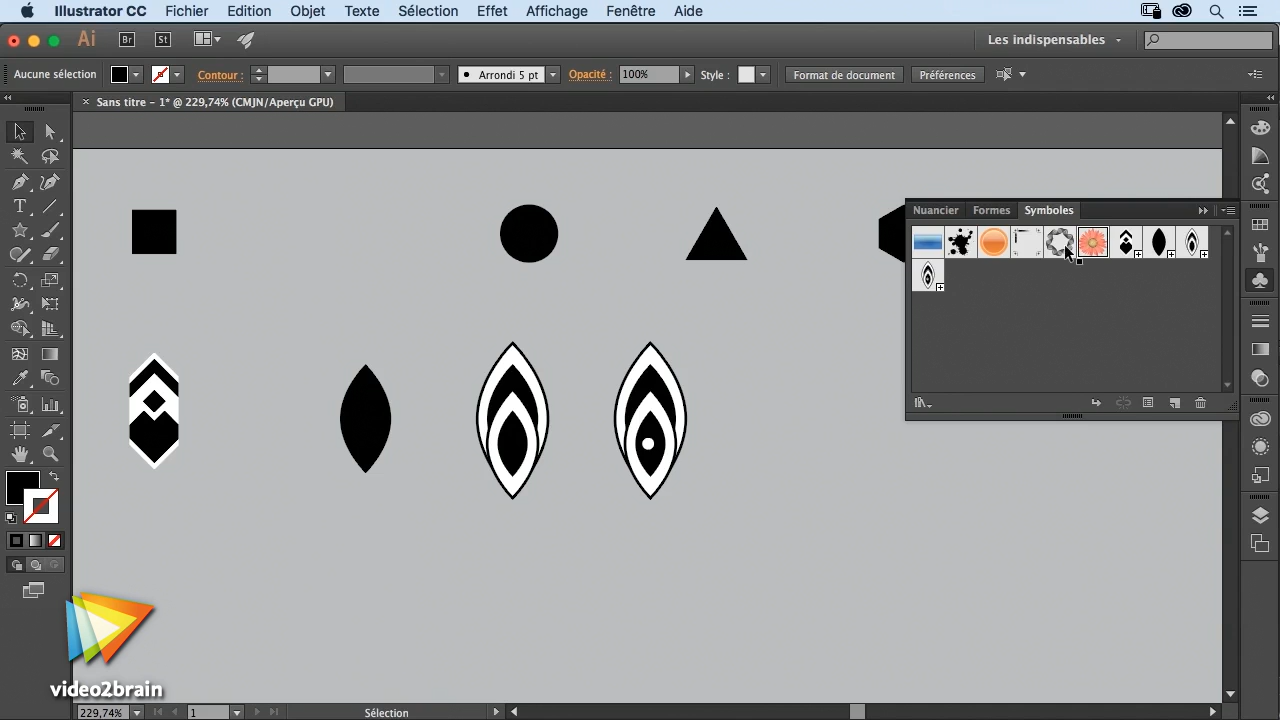 Illustrator CC Fichier Edition Objet Texte Sélection Effet Affichage Fenêtre Aide
Ai Br St Les indispensables
Aucune sélection Contour : Arrondi 5 pt Opacité : 100% Style : Format de document Préférences
× Sans titre – 1* @ 229,74% (CMJN/Aperçu GPU)
Nuancier Formes Symboles
video2brain
229,74% 1 Sélection